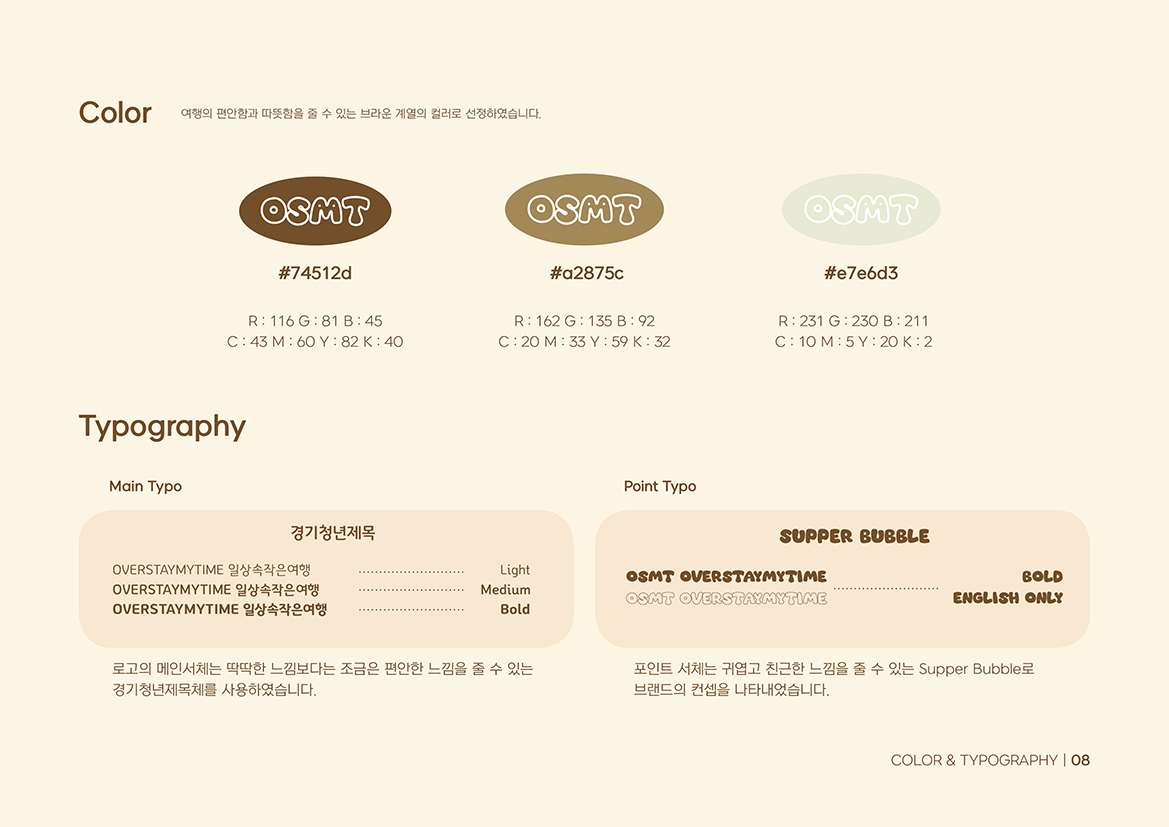 Color
여행의 편안함과 따뜻함을 줄 수 있는 브라운 계열의 컬러로 선정하였습니다.
OSMT
OSMT
OSMT
#74512d
#a2875c
#e7e6d3
R : 116 G : 81 B : 45
C : 43 M : 60 Y : 82 K : 40
R : 162 G : 135 B : 92
C : 20 M : 33 Y : 59 K : 32
R : 231 G : 230 B : 211
C : 10 M : 5 Y : 20 K : 2
Typography
Main Typo
경기청년제목
OVERSTAYMYTIME 일상속작은여행 ........................... Light
OVERSTAYMYTIME 일상속작은여행 ........................... Medium
OVERSTAYMYTIME 일상속작은여행 ........................... Bold
로고의 메인서체는 딱딱한 느낌보다는 조금은 편안한 느낌을 줄 수 있는
경기청년제목체를 사용하였습니다.
Point Typo
SUPPER BUBBLE
OSMT OVERSTAYMYTIME BOLD
OSMT OVERSTAYMYTIME ........................... ENGLISH ONLY
포인트 서체는 귀엽고 친근한 느낌을 줄 수 있는 Supper Bubble로
브랜드의 컨셉을 나타내었습니다.
COLOR & TYPOGRAPHY | 08